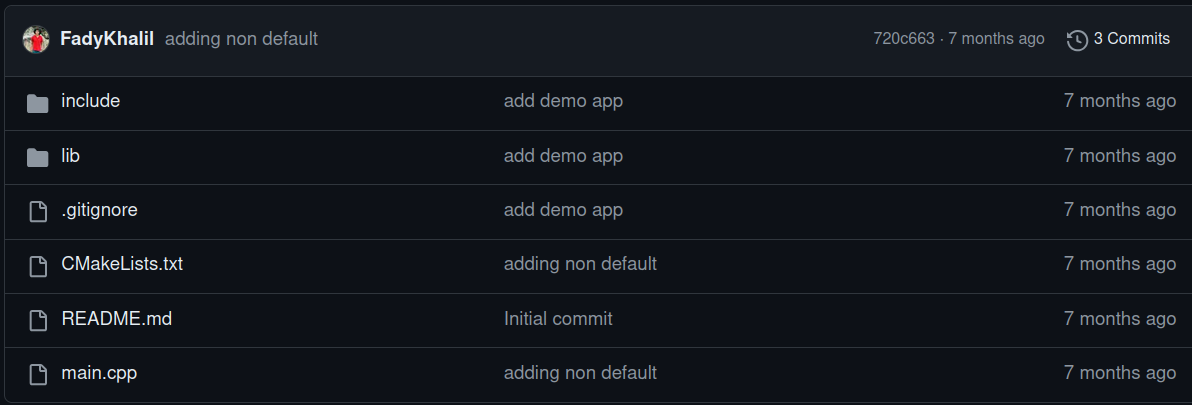 FadyKhalil adding non default 720c663 · 7 months ago 3 Commits
include add demo app 7 months ago
lib add demo app 7 months ago
.gitignore add demo app 7 months ago
CMakeLists.txt adding non default 7 months ago
README.md Initial commit 7 months ago
main.cpp adding non default 7 months ago